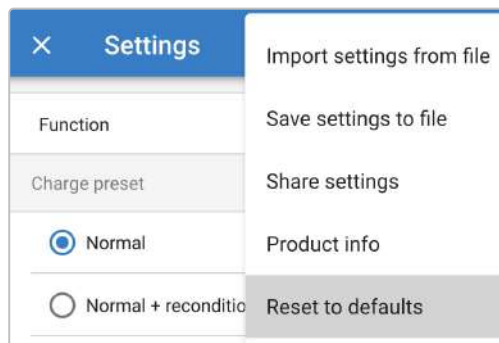 Settings
Function
Charge preset
Normal
Normal + reconditio
Import settings from file
Save settings to file
Share settings
Product info
Reset to defaults